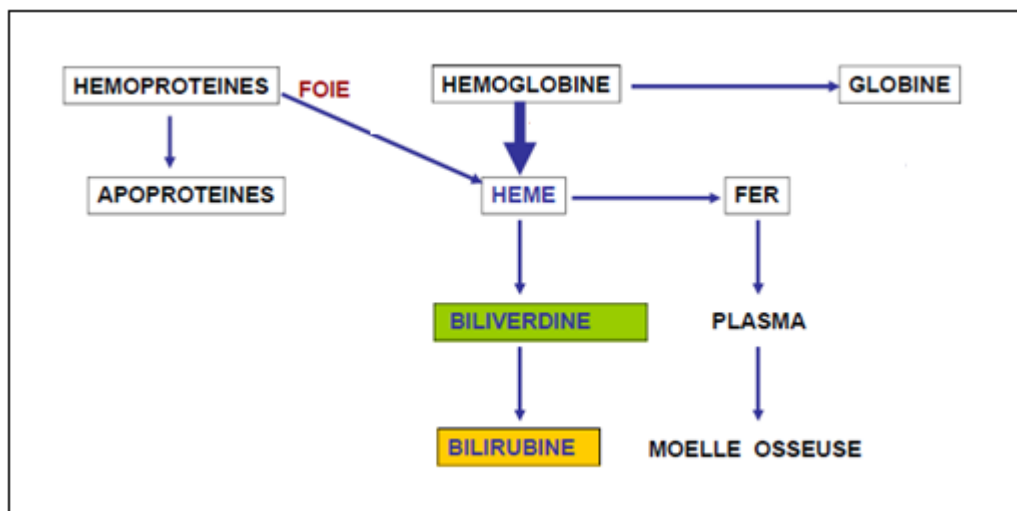 HEMOPROTEINES
FOIE
HEMOGLOBINE
GLOBINE
APOPROTEINES
HEME
FER
BILIVERDINE
PLASMA
BILIRUBINE
MOELLE OSSEUSE